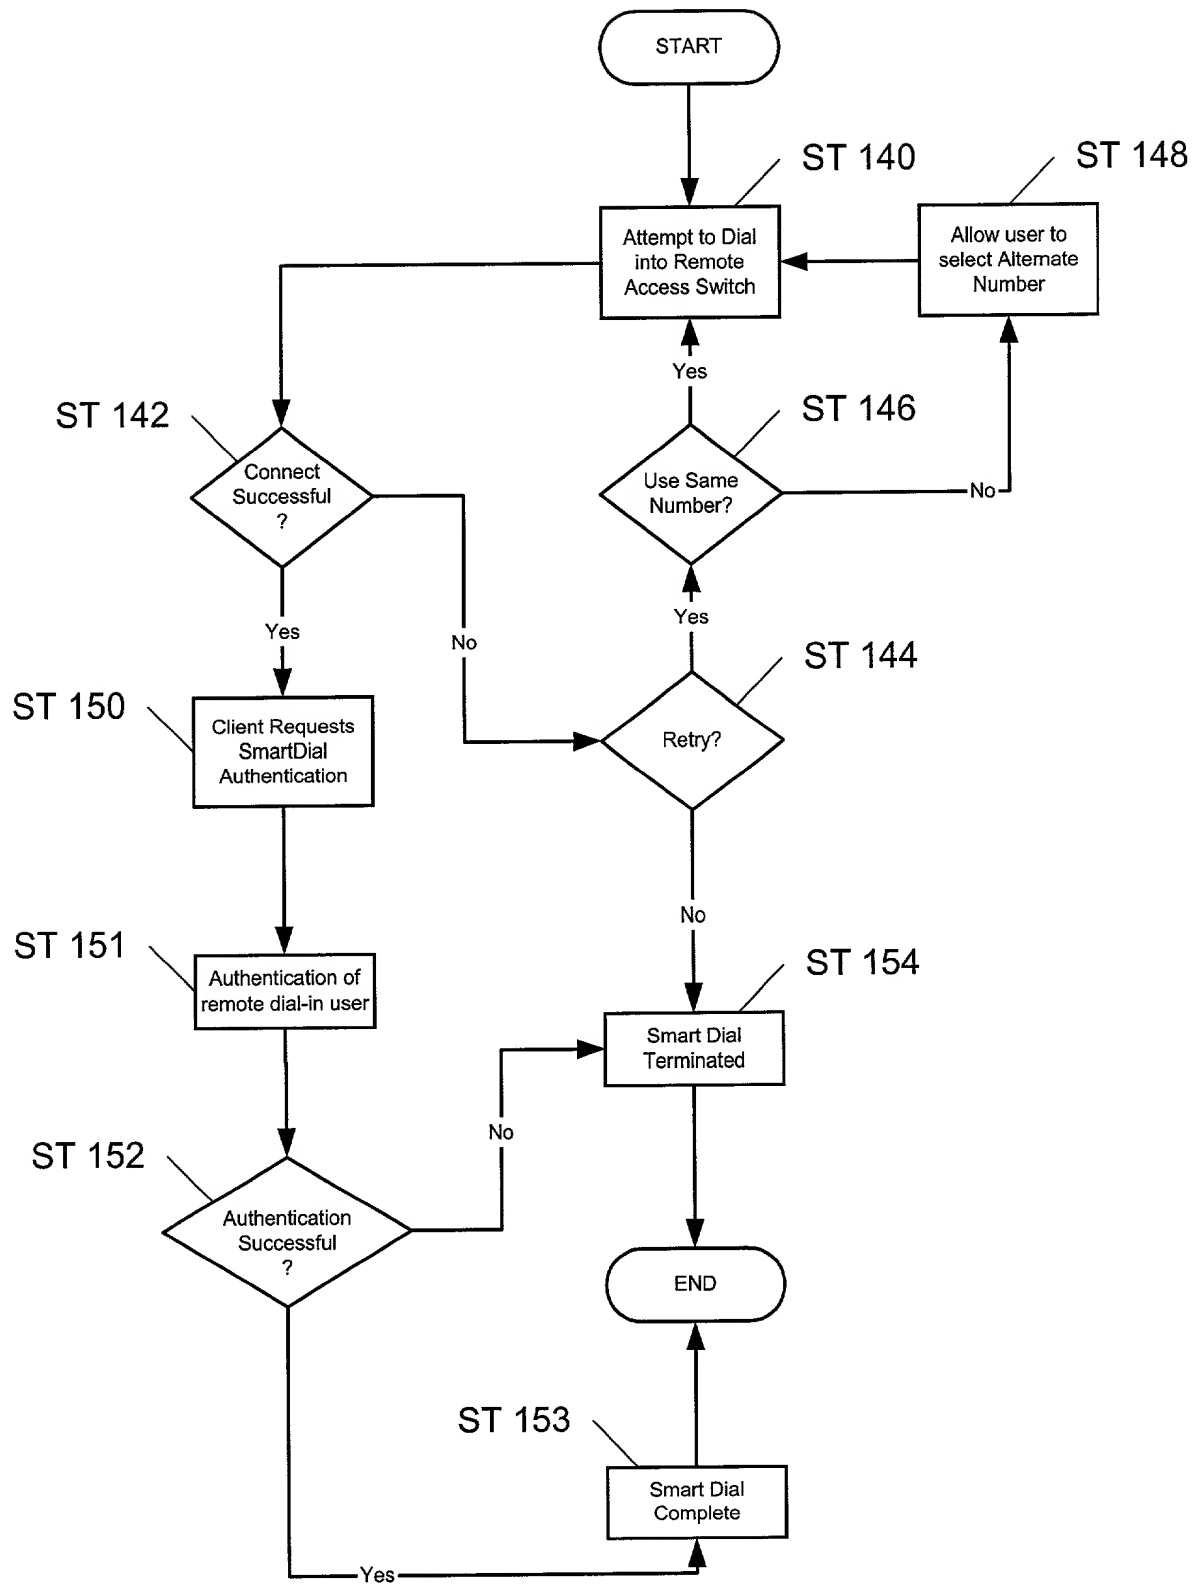 START
ST 140
ST 148
Attempt to Dial
into Remote
Access Switch
Allow user to
select Alternate
Number
Yes
ST 142
ST 146
Connect
Successful
?
Use Same
Number?
No
Yes
No
Yes
ST 144
ST 150
Client Requests
SmartDial
Authentication
Retry?
No
ST 151
Authentication of
remote dial-in user
ST 154
Smart Dial
Terminated
No
ST 152
Authentication
Successful
?
END
ST 153
Smart Dial
Complete
Yes